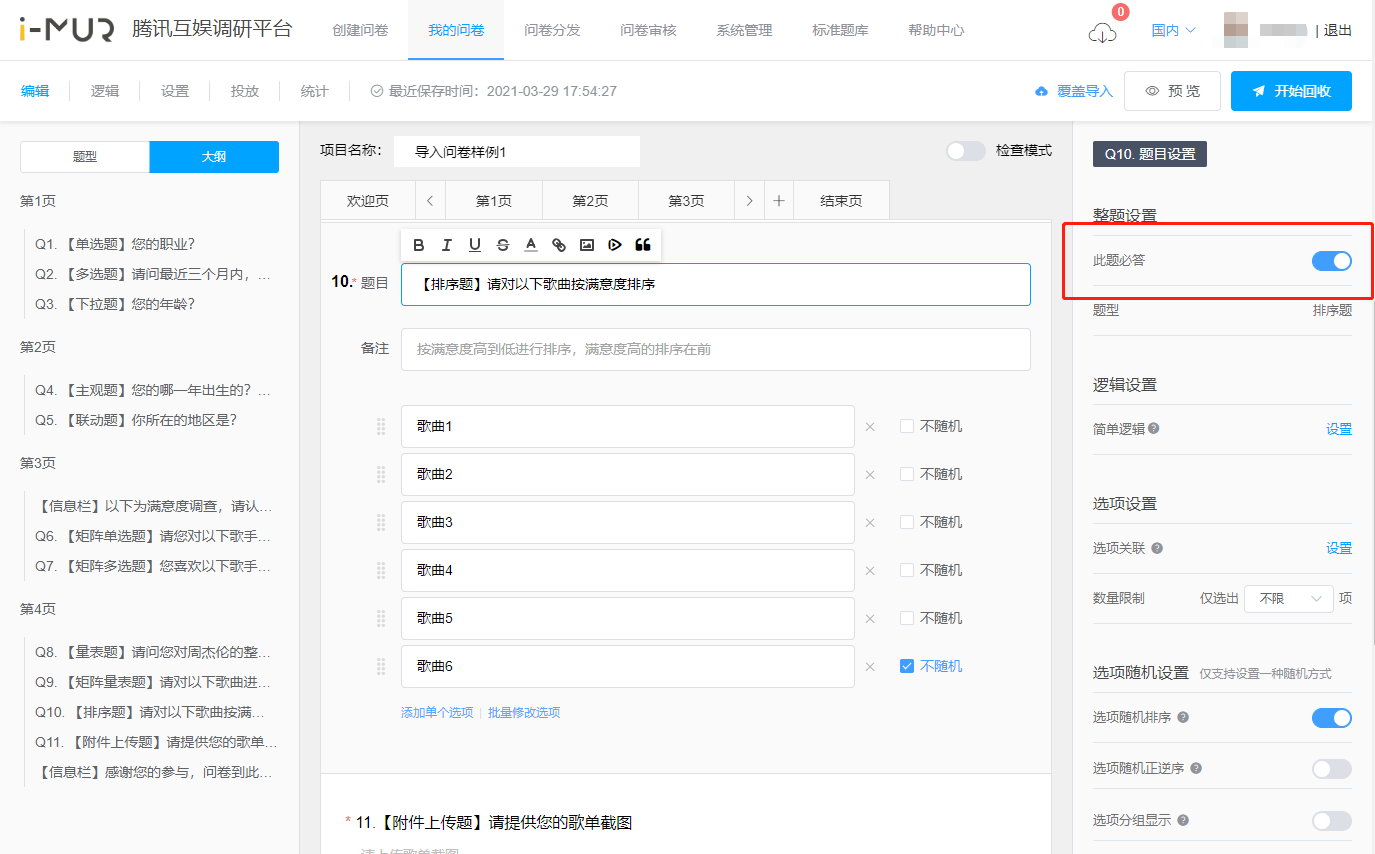 i-MUR 腾讯互娱调研平台 创建问卷 我的问卷 问卷分发 问卷审核 系统管理 标准题库 帮助中心 0 国内 | 退出
编辑 逻辑 设置 投放 统计 最近保存时间：2021-03-29 17:54:27 覆盖导入 预 览 开始回收
题型 大纲
第1页
Q1. 【单选题】您的职业?
Q2. 【多选题】请问最近三个月内，...
Q3. 【下拉题】您的年龄?
第2页
Q4. 【主观题】您的哪一年出生的？...
Q5. 【联动题】你所在的地区是?
第3页
【信息栏】以下为满意度调查，请认...
Q6. 【矩阵单选题】请您对以下歌手...
Q7. 【矩阵多选题】您喜欢以下歌手...
第4页
Q8. 【量表题】请问您对周杰伦的整...
Q9. 【矩阵量表题】请对以下歌曲进...
Q10. 【排序题】请对以下歌曲按满...
Q11. 【附件上传题】请提供您的歌单...
【信息栏】感谢您的参与，问卷到此...
项目名称： 导入问卷样例1 检查模式
欢迎页 < 第1页 第2页 第3页 > + 结束页
B I U S A
10.* 题目 【排序题】请对以下歌曲按满意度排序
备注 按满意度高到低进行排序，满意度高的排序在前
歌曲1 × 不随机
歌曲2 × 不随机
歌曲3 × 不随机
歌曲4 × 不随机
歌曲5 × 不随机
歌曲6 × 不随机
添加单个选项 | 批量修改选项
* 11.【附件上传题】请提供您的歌单截图
请上传歌单截图
Q10. 题目设置
整题设置
此题必答
题型 排序题
逻辑设置
简单逻辑 ? 设置
选项设置
选项关联 ? 设置
数量限制 仅选出 不限 项
选项随机设置 仅支持设置一种随机方式
选项随机排序 ?
选项随机正逆序 ?
选项分组显示 ?